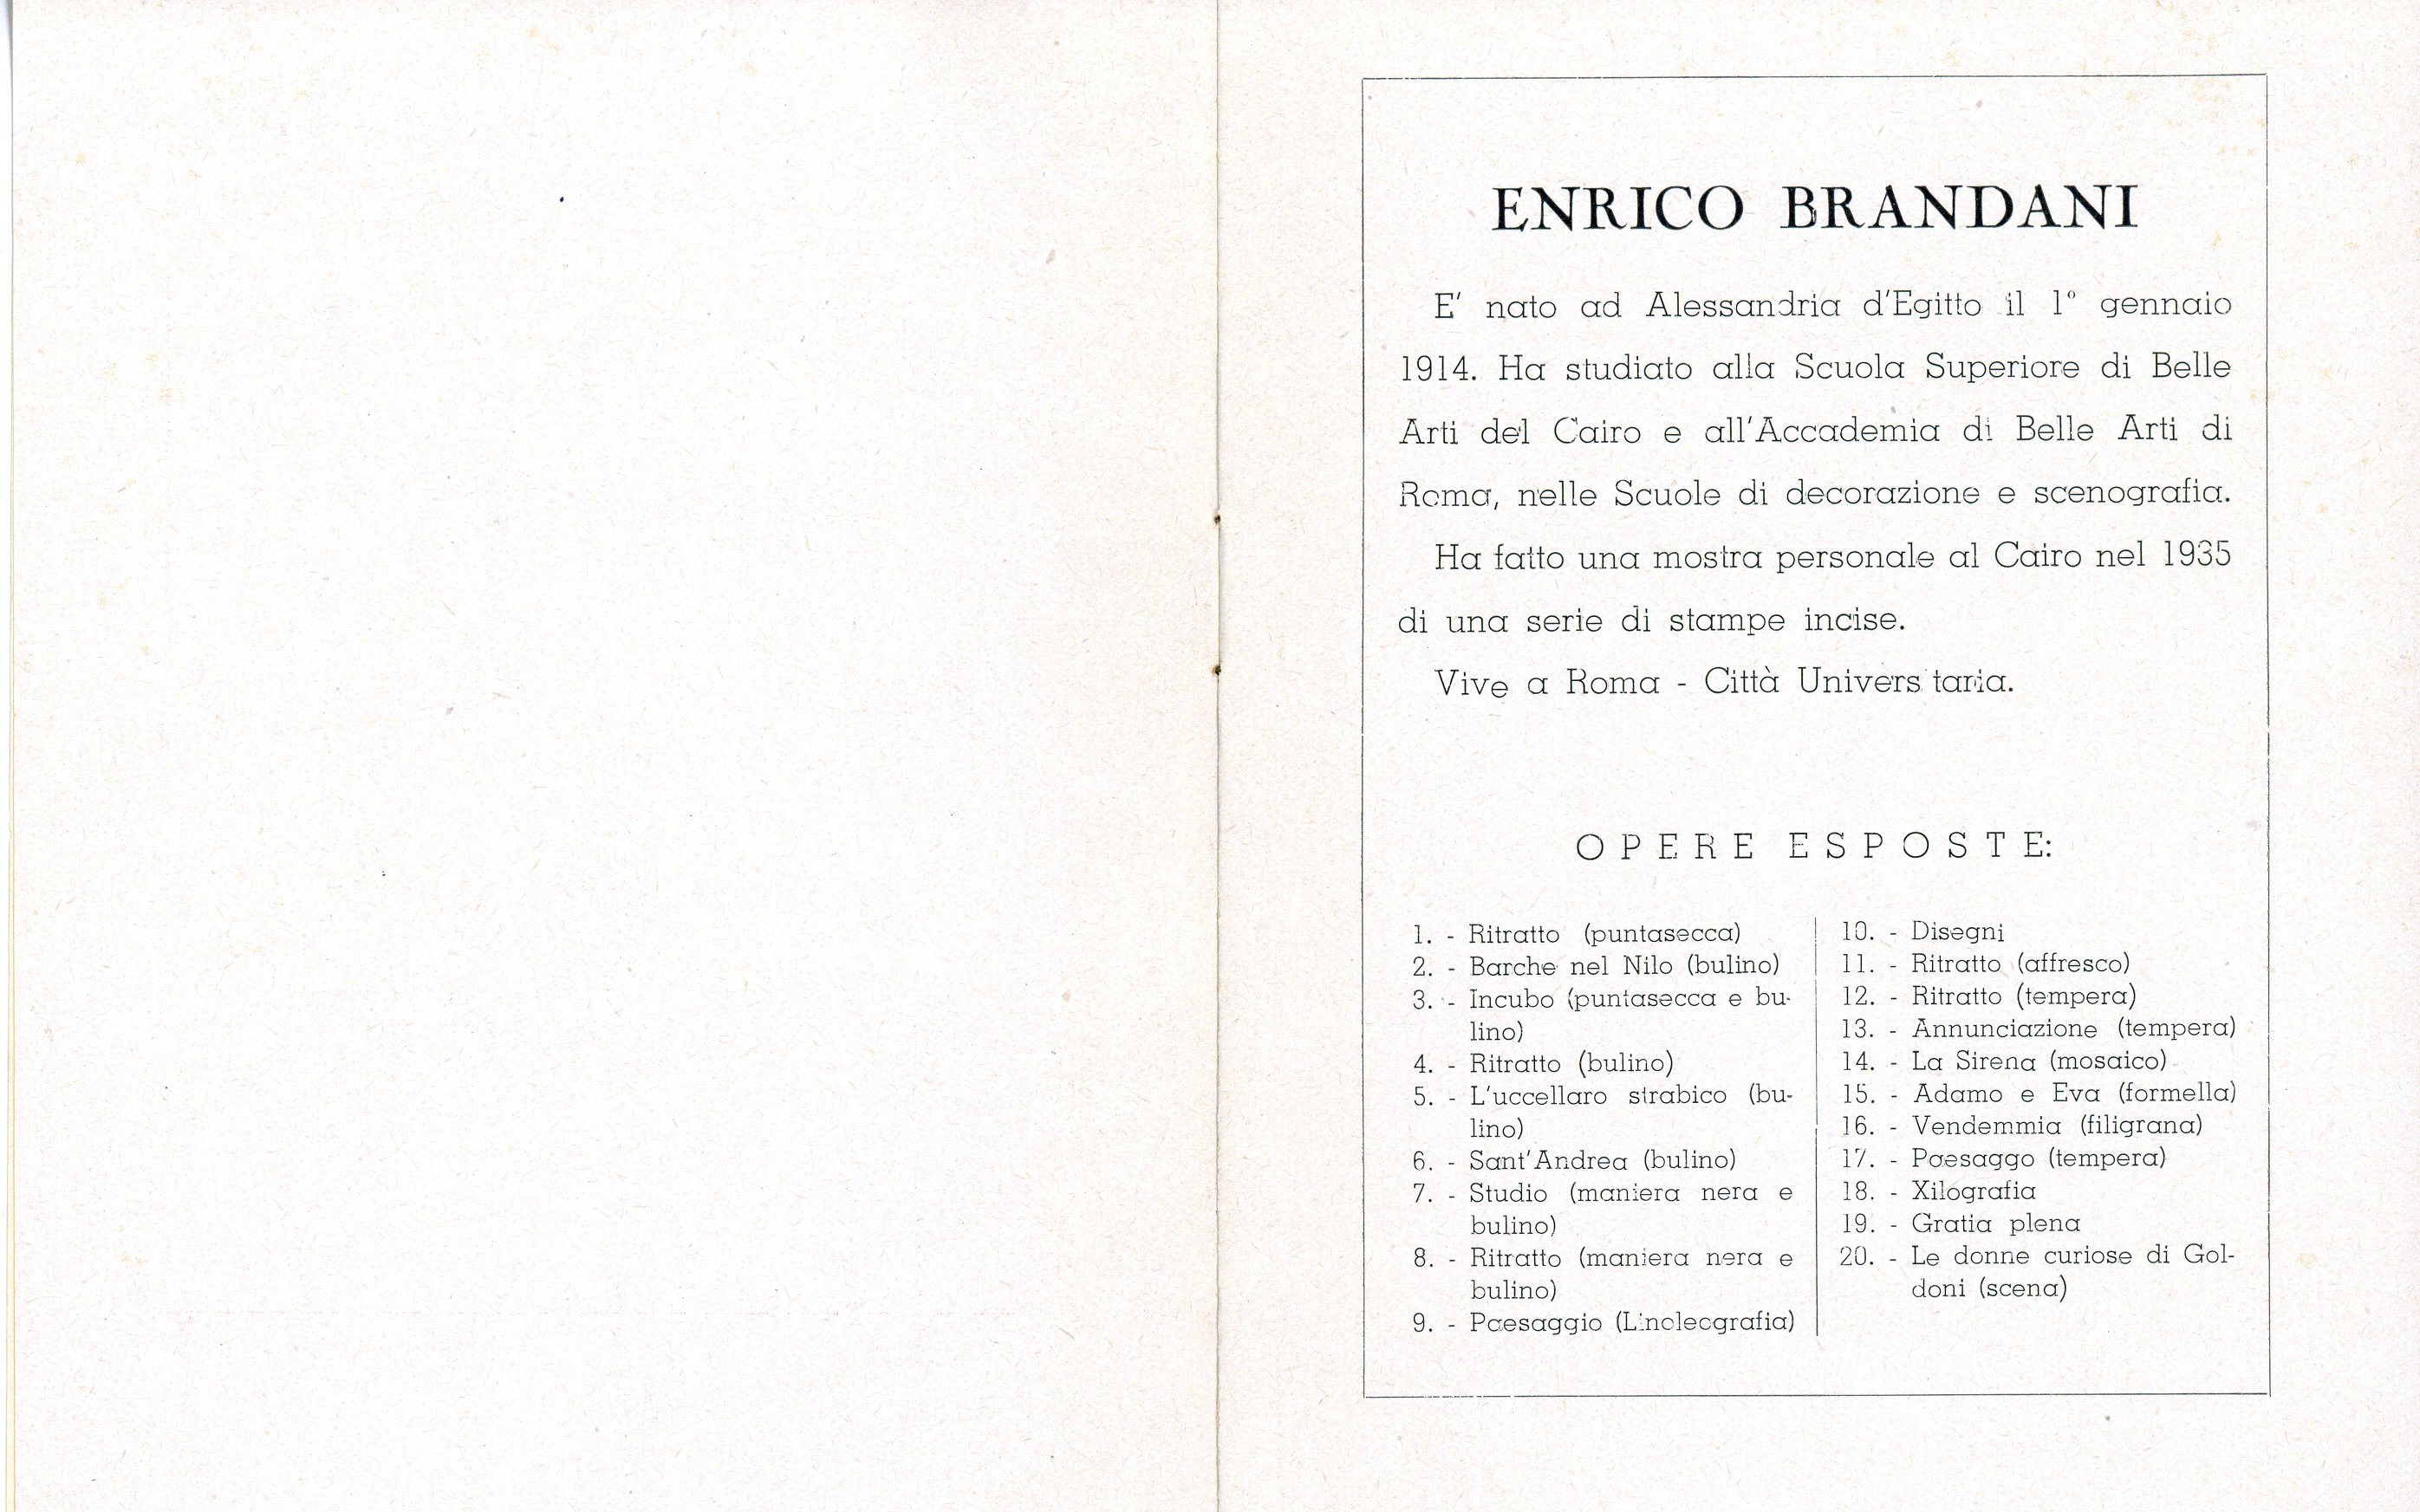 ENRICO BRANDANI
E' nato ad Alessandria d'Egitto il 1° gennaio
1914. Ha studiato alla Scuola Superiore di Belle
Arti del Cairo e all'Accademia di Belle Arti di
Roma, nelle Scuole di decorazione e scenografia.
Ha fatto una mostra personale al Cairo nel 1935
di una serie di stampe incise.
Vive a Roma - Città Univers taria.
OPERE ESPOSTE:
1. - Ritratto (puntasecca)
2. - Barche nel Nilo (bulino)
3. - Incubo (puntasecca e bu-
lino)
4. - Ritratto (bulino)
5. - L'uccellaro strabico (bu-
lino)
6. - Sant'Andrea (bulino)
7. - Studio (maniera nera e
bulino)
8. - Ritratto (maniera nera e
bulino)
9. - Paesaggio (Linoleografia)
10. - Disegni
11. - Ritratto (affresco)
12. - Ritratto (tempera)
13. - Annunciazione (tempera)
14. - La Sirena (mosaico)
15. - Adamo e Eva (formella)
16. - Vendemmia (filigrana)
17. - Paesaggo (tempera)
18. - Xilografia
19. - Gratia plena
20. - Le donne curiose di Gol-
doni (scena)